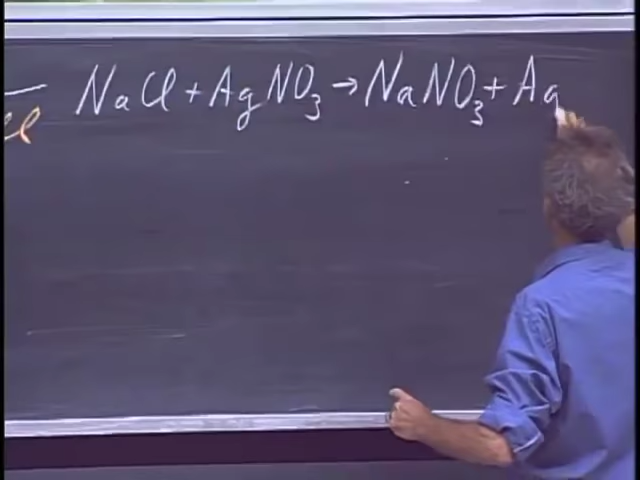 NaCl + AgNO₃ → NaNO₃ + Ag